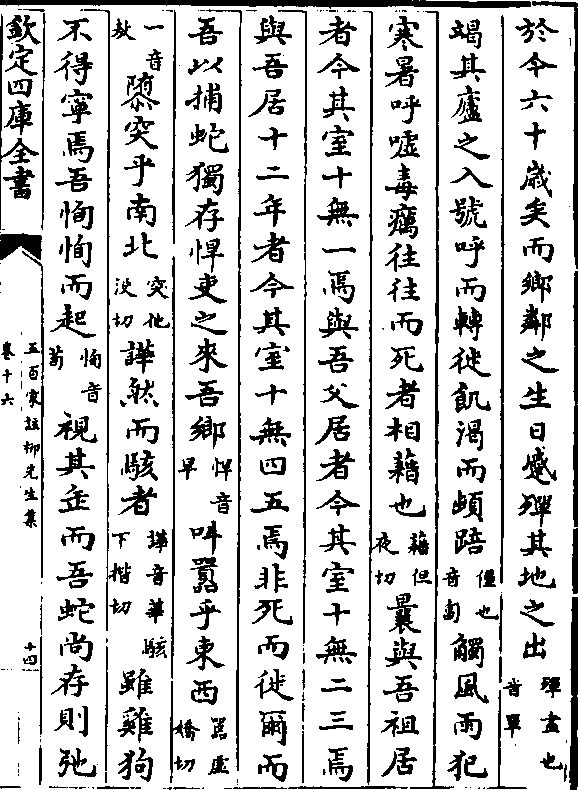 於今六十歳矣而鄉鄰之生日蹙殫其地之出殫盡也音單
竭其廬之入號呼而轉徙飢渴而頓踣僵也音匐觸風雨犯
寒暑呼噓毒癘往往而死者相藉也藉但夜切曩與吾祖居
者今其室十無一焉與吾父居者今其室十無二三焉
與吾居十二年者今其室十無四五焉非死而徙爾而
吾以捕蛇獨存悍吏之來吾鄉悍音旱叫囂乎東西囂虛嬌切
一音㰤隳突乎南北突他没切譁然而駭者譁音華駭下楷切雖雞狗
不得寧焉吾恂恂而起恂音荀視其缶而吾蛇尚存則弛
欽定四庫全書
五百家註柳先生集
卷十六
十四